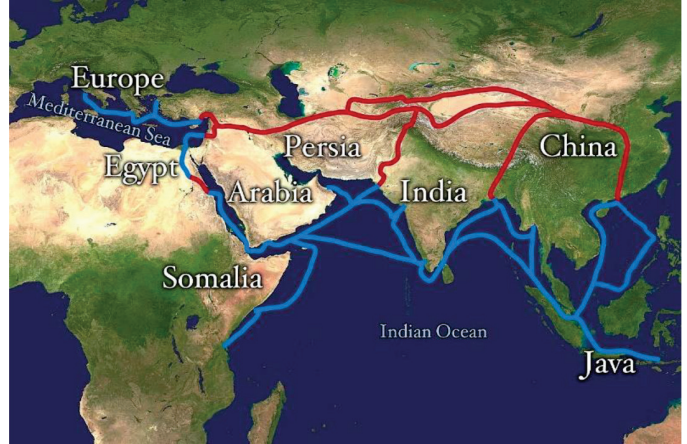 Europe
Mediterranean Sea
Egypt
Persia
China
Arabia
India
Somalia
Indian Ocean
Java